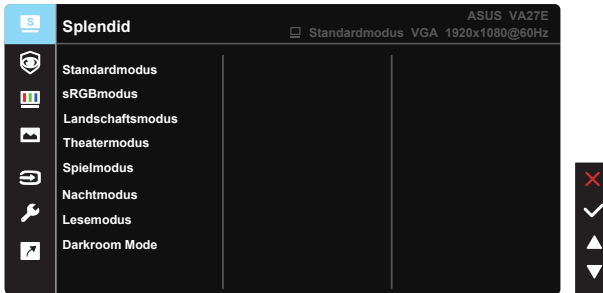 S
Splendid
ASUS VA27E
Standardmodus VGA 1920x1080@60Hz
Standardmodus
sRGBmodus
Landschaftsmodus
Theatermodus
Spielmodus
Nachtmodus
Lesemodus
Darkroom Mode